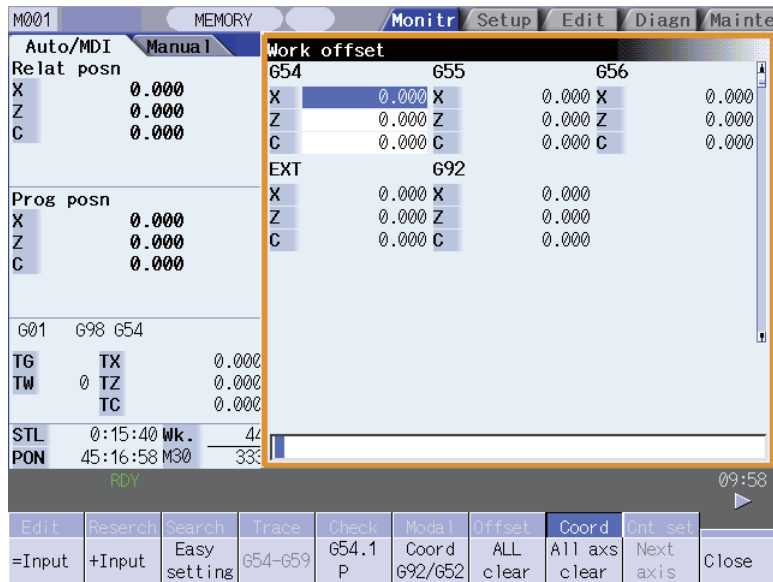 M001 MEMORY Monitr Setup Edit Diagn Mainte
Auto/MDI Manual
Relat posn
X 0.000
Z 0.000
C 0.000
Prog posn
X 0.000
Z 0.000
C 0.000
G01 G98 G54
TG TX 0.000
TW 0 TZ 0.000
TC 0.000
STL 0:15:40 Wk. 44
PON 45:16:58 M30 333
Work offset
G54 G55 G56
X 0.000 X 0.000 X 0.000
Z 0.000 Z 0.000 Z 0.000
C 0.000 C 0.000 C 0.000
EXT G92
X 0.000 X 0.000
Z 0.000 Z 0.000
C 0.000 C 0.000
RDY 09:58
Edit Reserch Search Trace Check Modal Offset Coord Cnt set
=Input +Input Easy setting G54-G59 G54.1 P Coord G92/G52 ALL clear All axs clear Next axis Close